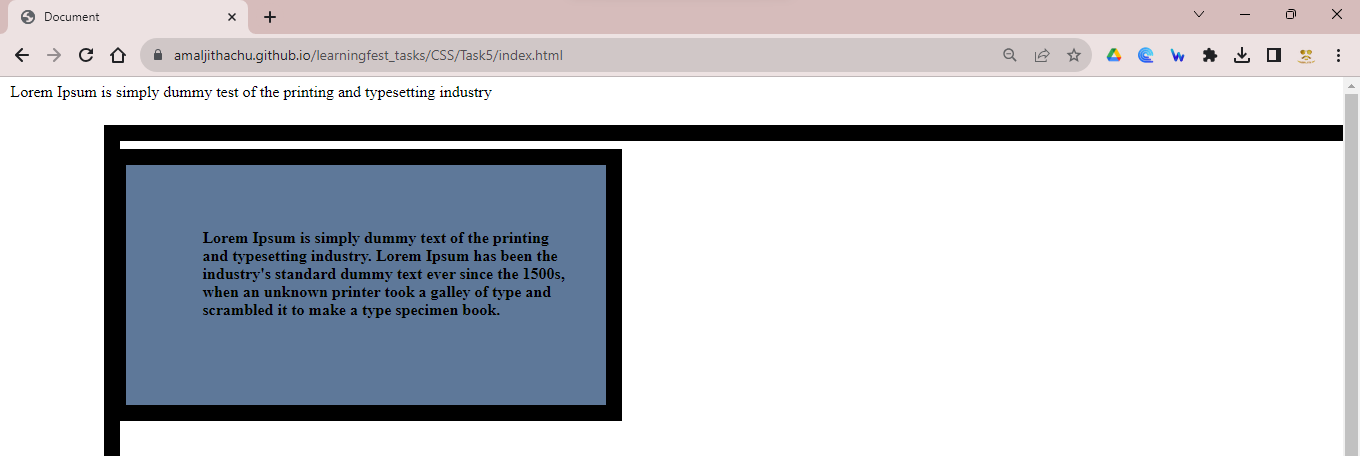 Document
amaljithachu.github.io/learningfest_tasks/CSS/Task5/index.html
Lorem Ipsum is simply dummy test of the printing and typesetting industry
Lorem Ipsum is simply dummy text of the printing
and typesetting industry. Lorem Ipsum has been the
industry's standard dummy text ever since the 1500s,
when an unknown printer took a galley of type and
scrambled it to make a type specimen book.